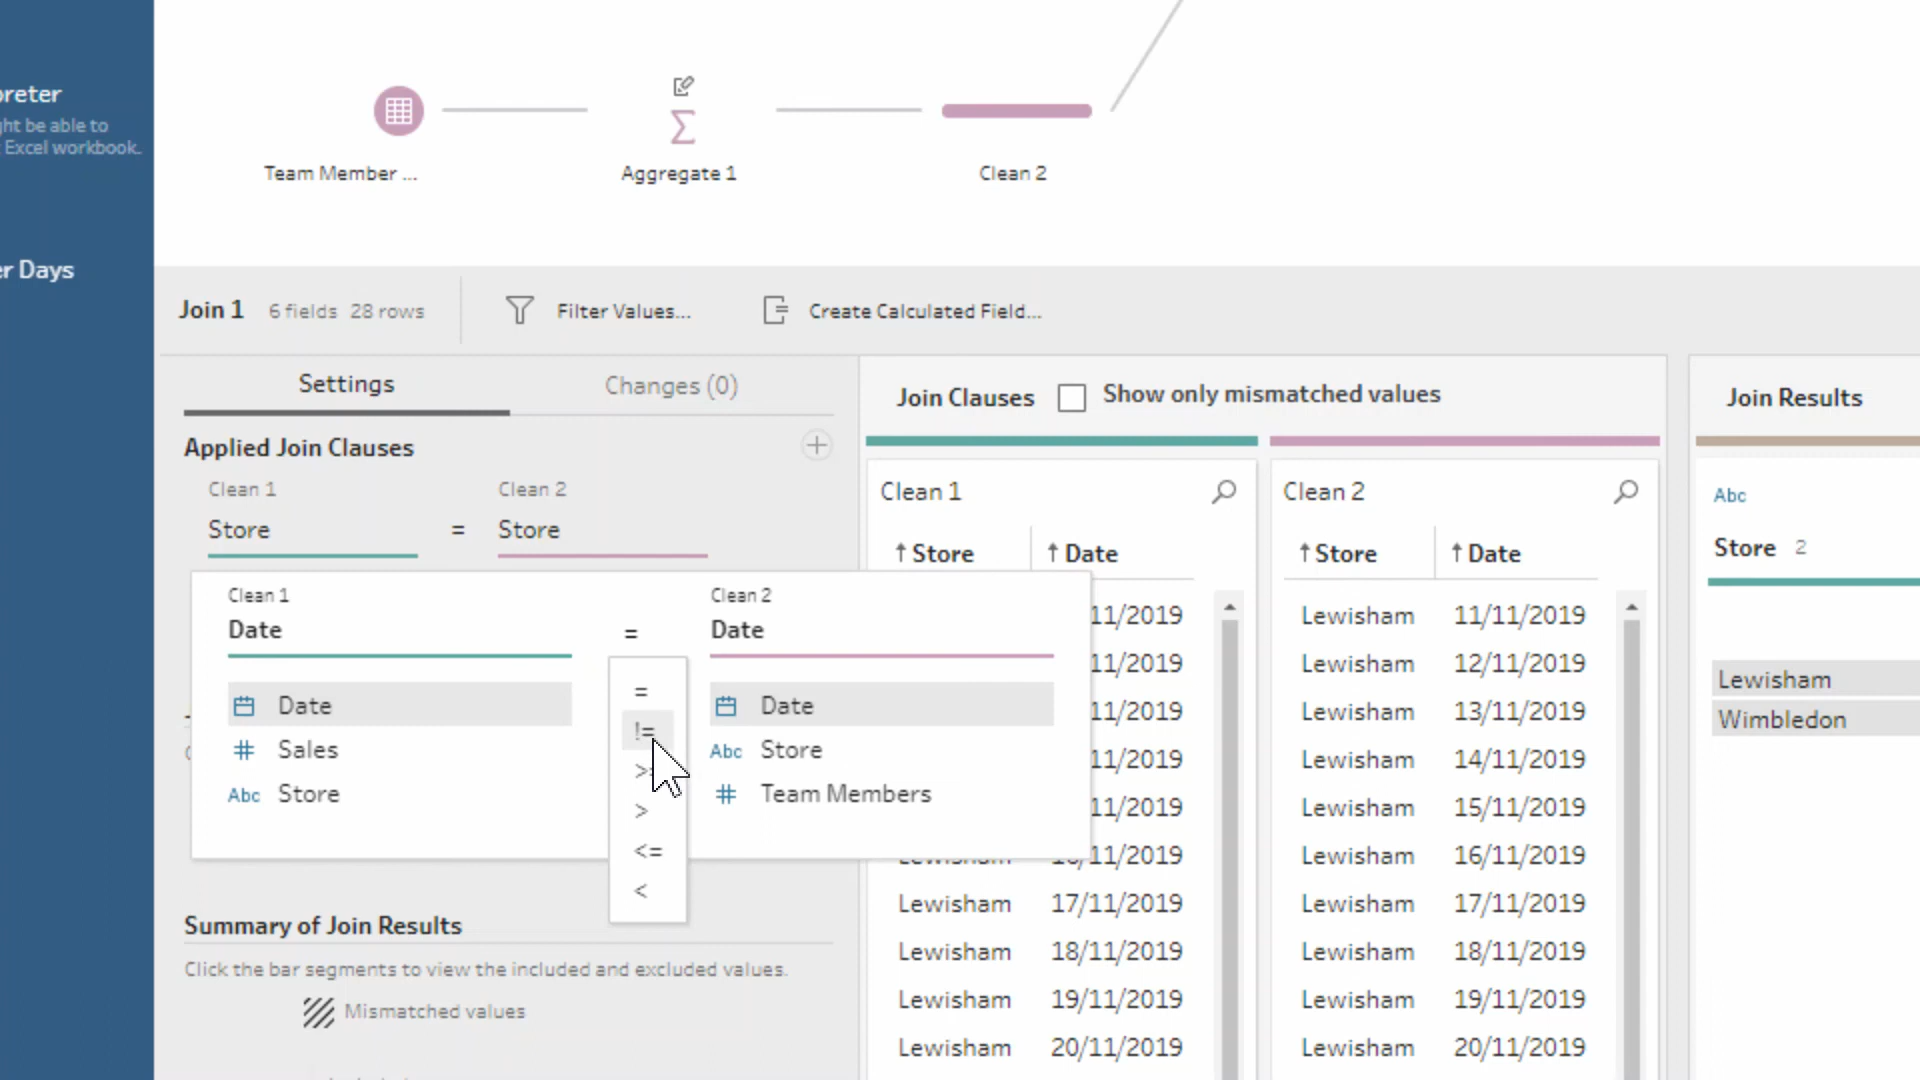 preter
ght be able to
Excel workbook.
er Days
Team Member ...
Aggregate 1
Clean 2
Join 1 6 fields 28 rows
Filter Values...
Create Calculated Field...
Settings
Changes (0)
Applied Join Clauses
Clean 1
Clean 2
Store = Store
Clean 1
Clean 2
Date = Date
Date
# Sales
Abc Store
=
!=
>
<=
<
Date
Abc Store
# Team Members
Summary of Join Results
Click the bar segments to view the included and excluded values.
Mismatched values
Join Clauses
Show only mismatched values
Clean 1
Store Date
11/2019
11/2019
11/2019
11/2019
11/2019
Lewisham 17/11/2019
Lewisham 18/11/2019
Lewisham 19/11/2019
Lewisham 20/11/2019
Clean 2
Store Date
Lewisham 11/11/2019
Lewisham 12/11/2019
Lewisham 13/11/2019
Lewisham 14/11/2019
Lewisham 15/11/2019
Lewisham 16/11/2019
Lewisham 17/11/2019
Lewisham 18/11/2019
Lewisham 19/11/2019
Lewisham 20/11/2019
Join Results
Abc
Store 2
Lewisham
Wimbledon